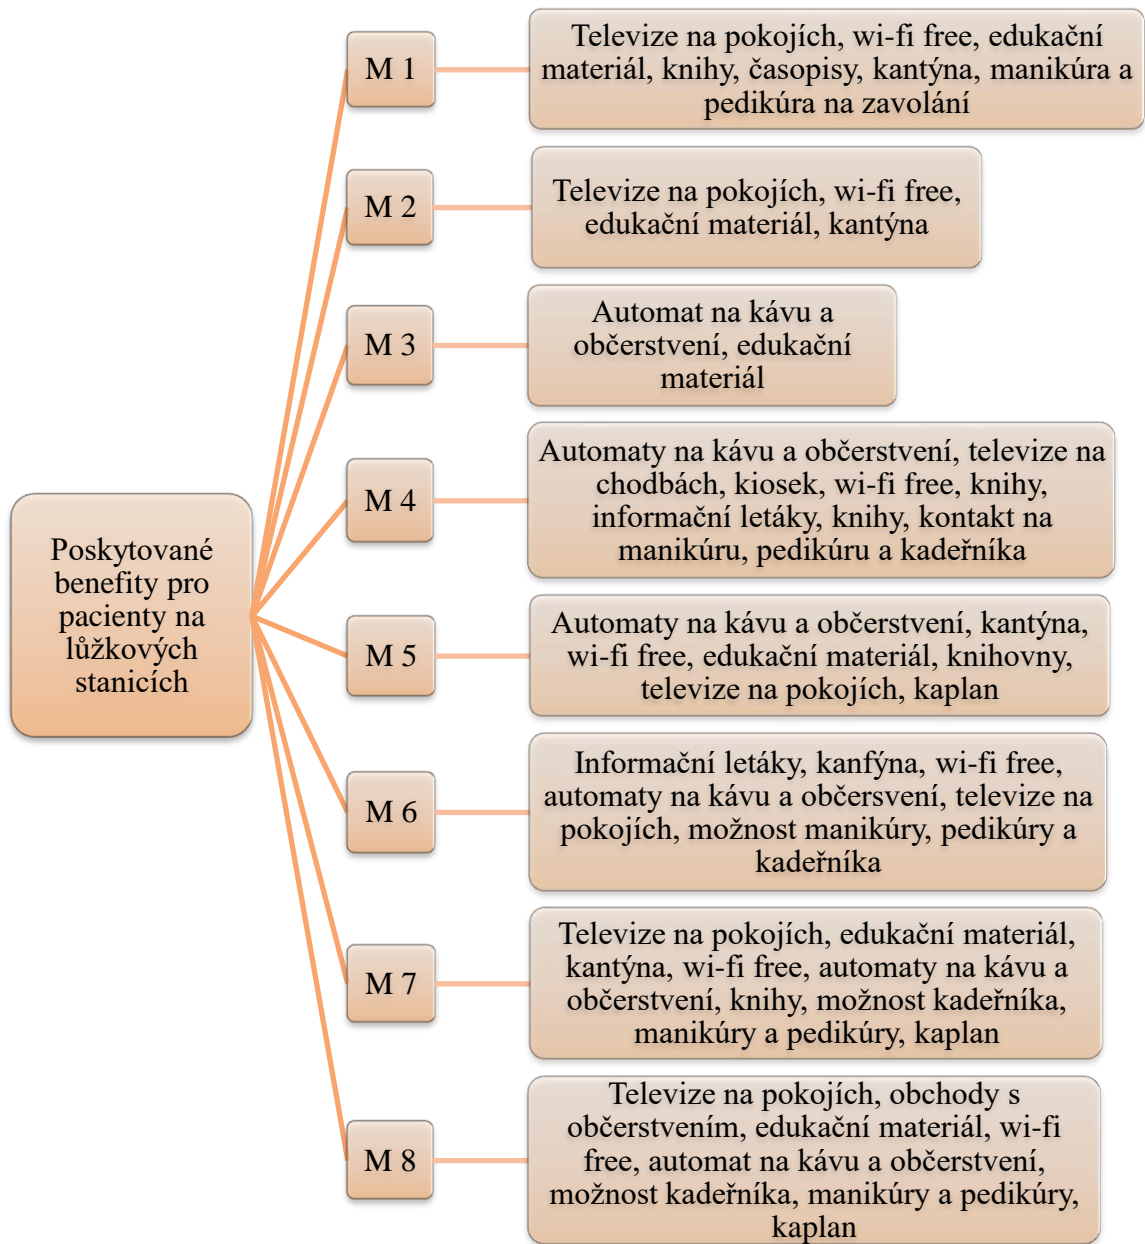 Poskytované
benefity pro
pacienty na
lůžkových
stanicích
M 1
Televize na pokojích, wi-fi free, edukační
materiál, knihy, časopisy, kantýna, manikúra a
pedikúra na zavolání
M 2
Televize na pokojích, wi-fi free,
edukační materiál, kantýna
M 3
Automat na kávu a
občerstvení, edukační
materiál
M 4
Automaty na kávu a občerstvení, televize na
chodbách, kiosek, wi-fi free, knihy,
informační letáky, knihy, kontakt na
manikúru, pedikúru a kadeřníka
M 5
Automaty na kávu a občerstvení, kantýna,
wi-fi free, edukační materiál, knihovny,
televize na pokojích, kaplan
M 6
Informační letáky, kanfýna, wi-fi free,
automaty na kávu a občersvení, televize na
pokojích, možnost manikúry, pedikúry a
kadeřníka
M 7
Televize na pokojích, edukační materiál,
kantýna, wi-fi free, automaty na kávu a
občerstvení, knihy, možnost kadeřníka,
manikúry a pedikúry, kaplan
M 8
Televize na pokojích, obchody s
občerstvením, edukační materiál, wi-fi
free, automat na kávu a občerstvení,
možnost kadeřníka, manikúry a pedikúry,
kaplan